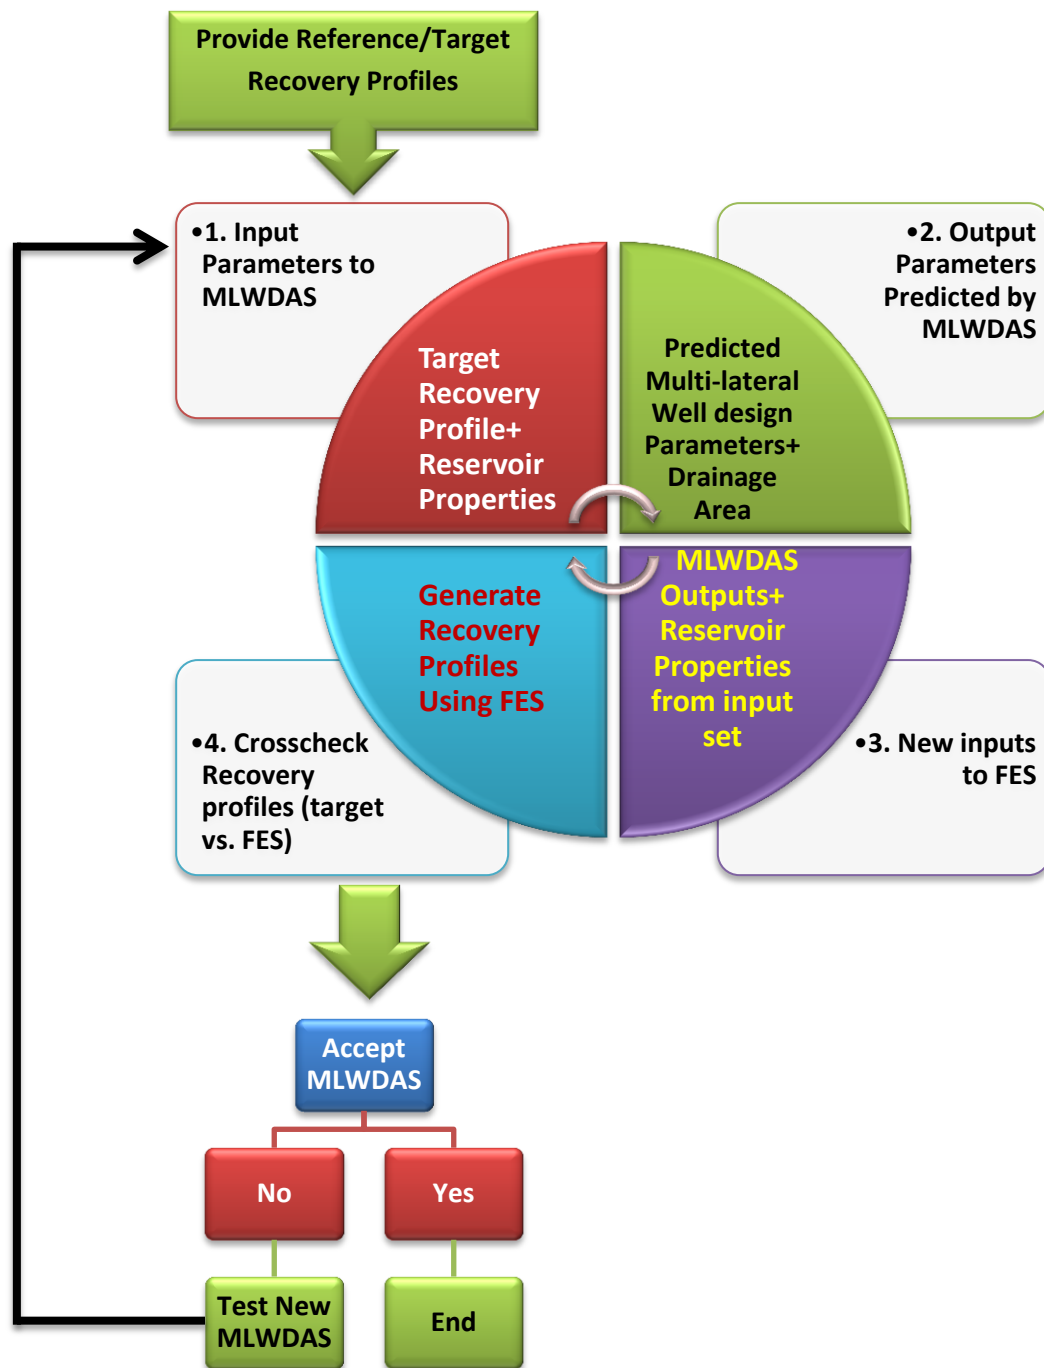 Provide Reference/Target
Recovery Profiles
•1. Input
Parameters to
MLWDAS
•2. Output
Parameters
Predicted by
MLWDAS
Target
Recovery
Profile+
Reservoir
Properties
Predicted
Multi-lateral
Well design
Parameters+
Drainage
Area
Generate
Recovery
Profiles
Using FES
MLWDAS
Outputs+
Reservoir
Properties
from input
set
•4. Crosscheck
Recovery
profiles (target
vs. FES)
•3. New inputs
to FES
Accept
MLWDAS
No
Yes
Test New
MLWDAS
End